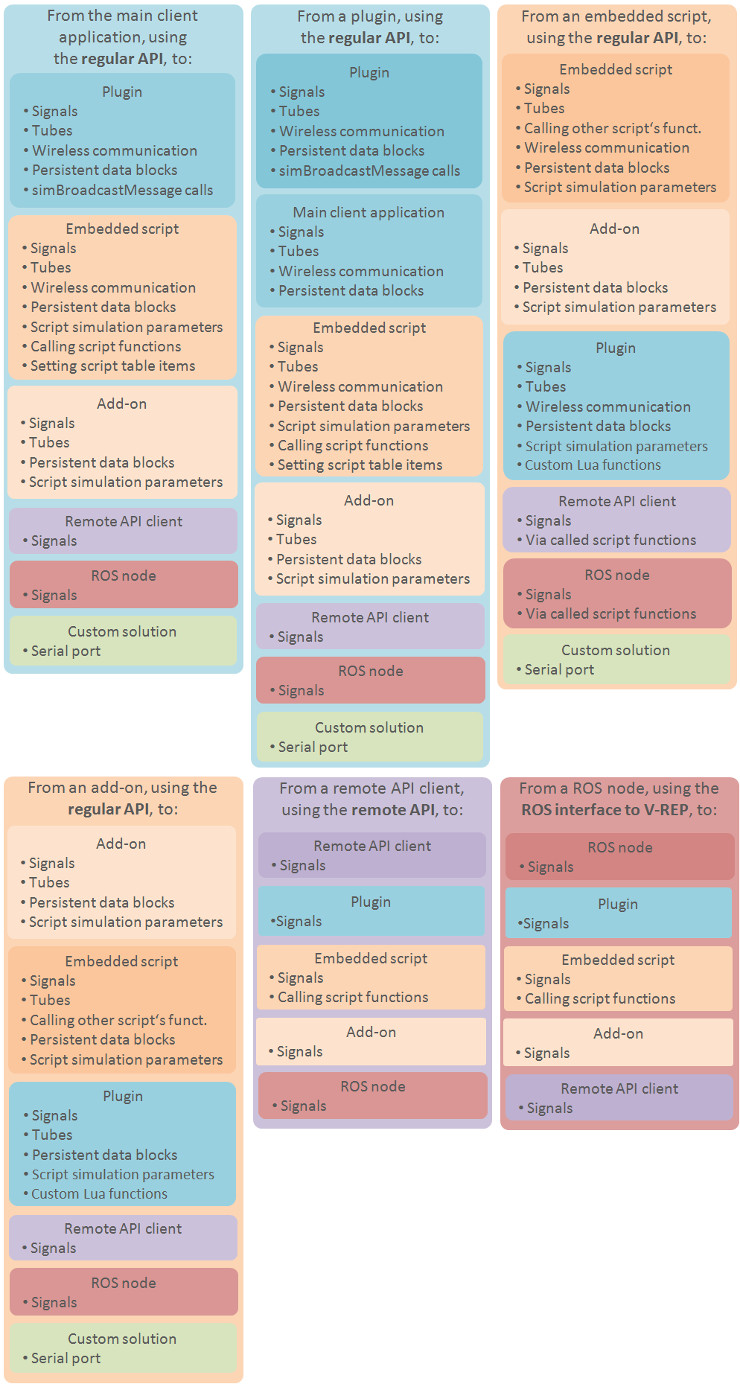 From the main client
application, using
the regular API, to:
Plugin
• Signals
• Tubes
• Wireless communication
• Persistent data blocks
• simBroadcastMessage calls
Embedded script
• Signals
• Tubes
• Wireless communication
• Persistent data blocks
• Script simulation parameters
• Calling script functions
• Setting script table items
Add-on
• Signals
• Tubes
• Persistent data blocks
• Script simulation parameters
Remote API client
• Signals
ROS node
• Signals
Custom solution
• Serial port
From a plugin, using
the regular API, to:
Plugin
• Signals
• Tubes
• Wireless communication
• Persistent data blocks
• simBroadcastMessage calls
Main client application
• Signals
• Tubes
• Wireless communication
• Persistent data blocks
Embedded script
• Signals
• Tubes
• Wireless communication
• Persistent data blocks
• Script simulation parameters
• Calling script functions
• Setting script table items
Add-on
• Signals
• Tubes
• Persistent data blocks
• Script simulation parameters
Remote API client
• Signals
ROS node
• Signals
Custom solution
• Serial port
From an embedded script,
using the regular API, to:
Embedded script
• Signals
• Tubes
• Calling other script‘s funct.
• Wireless communication
• Persistent data blocks
• Script simulation parameters
Add-on
• Signals
• Tubes
• Persistent data blocks
• Script simulation parameters
Plugin
• Signals
• Tubes
• Wireless communication
• Persistent data blocks
• Script simulation parameters
• Custom Lua functions
Remote API client
• Signals
• Via called script functions
ROS node
• Signals
• Via called script functions
Custom solution
• Serial port
From an add-on, using the
regular API, to:
Add-on
• Signals
• Tubes
• Persistent data blocks
• Script simulation parameters
Embedded script
• Signals
• Tubes
• Calling other script‘s funct.
• Persistent data blocks
• Script simulation parameters
Plugin
• Signals
• Tubes
• Persistent data blocks
• Script simulation parameters
• Custom Lua functions
Remote API client
• Signals
ROS node
• Signals
Custom solution
• Serial port
From a remote API client,
using the remote API, to:
Remote API client
• Signals
Plugin
•Signals
Embedded script
• Signals
• Calling script functions
Add-on
• Signals
ROS node
• Signals
From a ROS node, using the
ROS interface to V-REP, to:
ROS node
• Signals
Plugin
•Signals
Embedded script
• Signals
• Calling script functions
Add-on
• Signals
Remote API client
• Signals